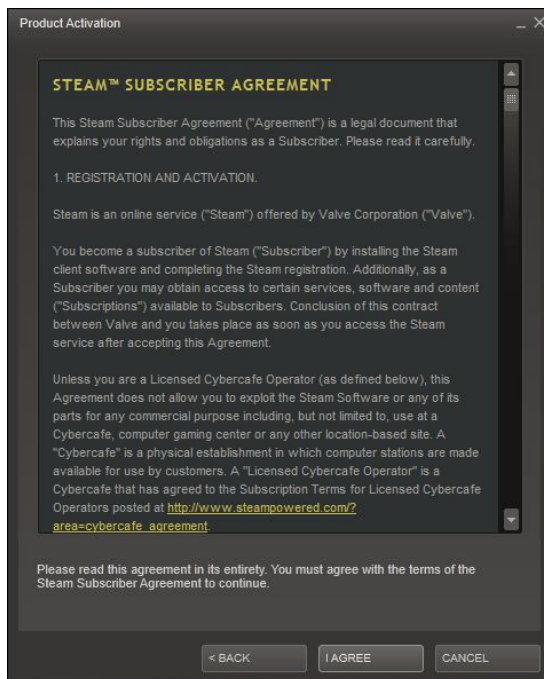 Product Activation
STEAM™ SUBSCRIBER AGREEMENT
This Steam Subscriber Agreement ("Agreement") is a legal document that
explains your rights and obligations as a Subscriber. Please read it carefully.
1. REGISTRATION AND ACTIVATION.
Steam is an online service ("Steam") offered by Valve Corporation ("Valve").
You become a subscriber of Steam ("Subscriber") by installing the Steam
client software and completing the Steam registration. Additionally, as a
Subscriber you may obtain access to certain services, software and content
("Subscriptions") available to Subscribers. Conclusion of this contract
between Valve and you takes place as soon as you access the Steam
service after accepting this Agreement.
Unless you are a Licensed Cybercafe Operator (as defined below), this
Agreement does not allow you to exploit the Steam Software or any of its
parts for any commercial purpose including, but not limited to, use at a
Cybercafe, computer gaming center or any other location-based site. A
"Cybercafe" is a physical establishment in which computer stations are made
available for use by customers. A "Licensed Cybercafe Operator" is a
Cybercafe that has agreed to the Subscription Terms for Licensed Cybercafe
Operators posted at http://www.steampowered.com/?
area=cybercafe_agreement.
Please read this agreement in its entirety. You must agree with the terms of the
Steam Subscriber Agreement to continue.
< BACK
I AGREE
CANCEL